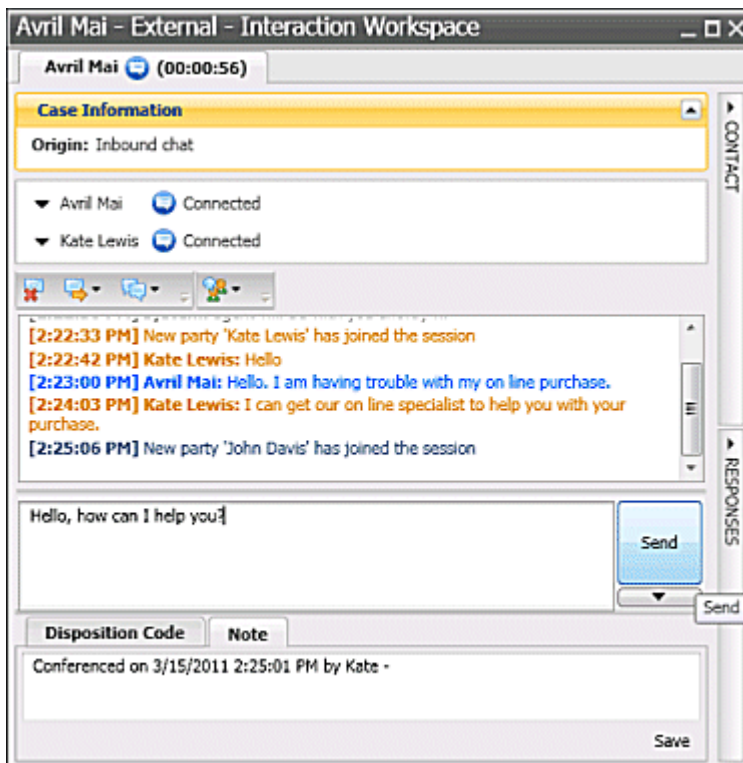 Avril Mai - External - Interaction Workspace
Avril Mai (00:00:56)
Case Information
Origin: Inbound chat
CONTACT
Avril Mai Connected
Kate Lewis Connected
[2:22:33 PM] New party 'Kate Lewis' has joined the session
[2:22:42 PM] Kate Lewis: Hello
[2:23:00 PM] Avril Mai: Hello. I am having trouble with my on line purchase.
[2:24:03 PM] Kate Lewis: I can get our on line specialist to help you with your
purchase.
[2:25:06 PM] New party 'John Davis' has joined the session
RESPONSES
Hello, how can I help you?
Send
Send
Disposition Code Note
Conferenced on 3/15/2011 2:25:01 PM by Kate -
Save